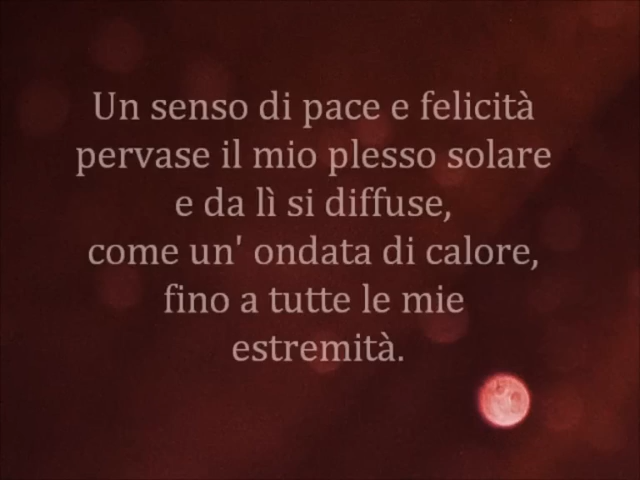 Un senso di pace e felicità
pervase il mio plesso solare
e da lì si diffuse,
come un' ondata di calore,
fino a tutte le mie
estremità.